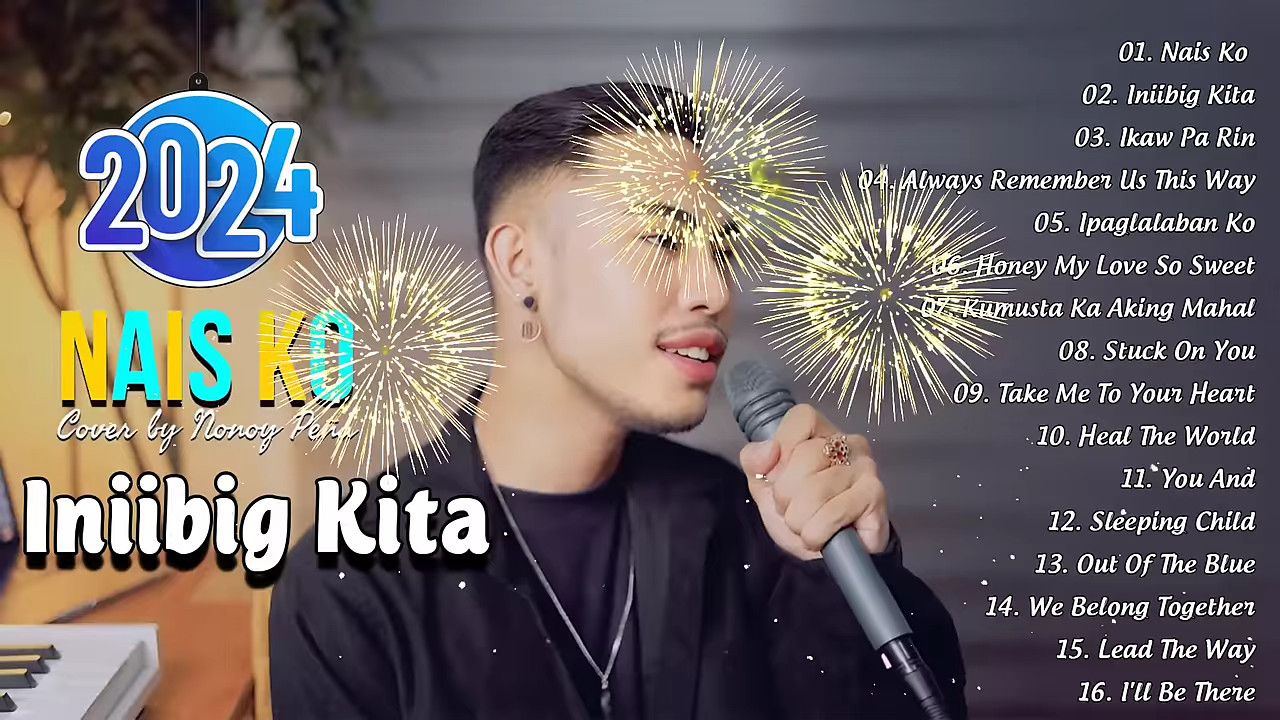 2024
NAIS KO
Cover by Nonoy Peña
Iniibig Kita
01. Nais Ko
02. Iniibig Kita
03. Ikaw Pa Rin
04. Always Remember Us This Way
05. Ipaglalaban Ko
06. Honey My Love So Sweet
07. Kumusta Ka Aking Mahal
08. Stuck On You
09. Take Me To Your Heart
10. Heal The World
11. You And
12. Sleeping Child
13. Out Of The Blue
14. We Belong Together
15. Lead The Way
16. I'll Be There